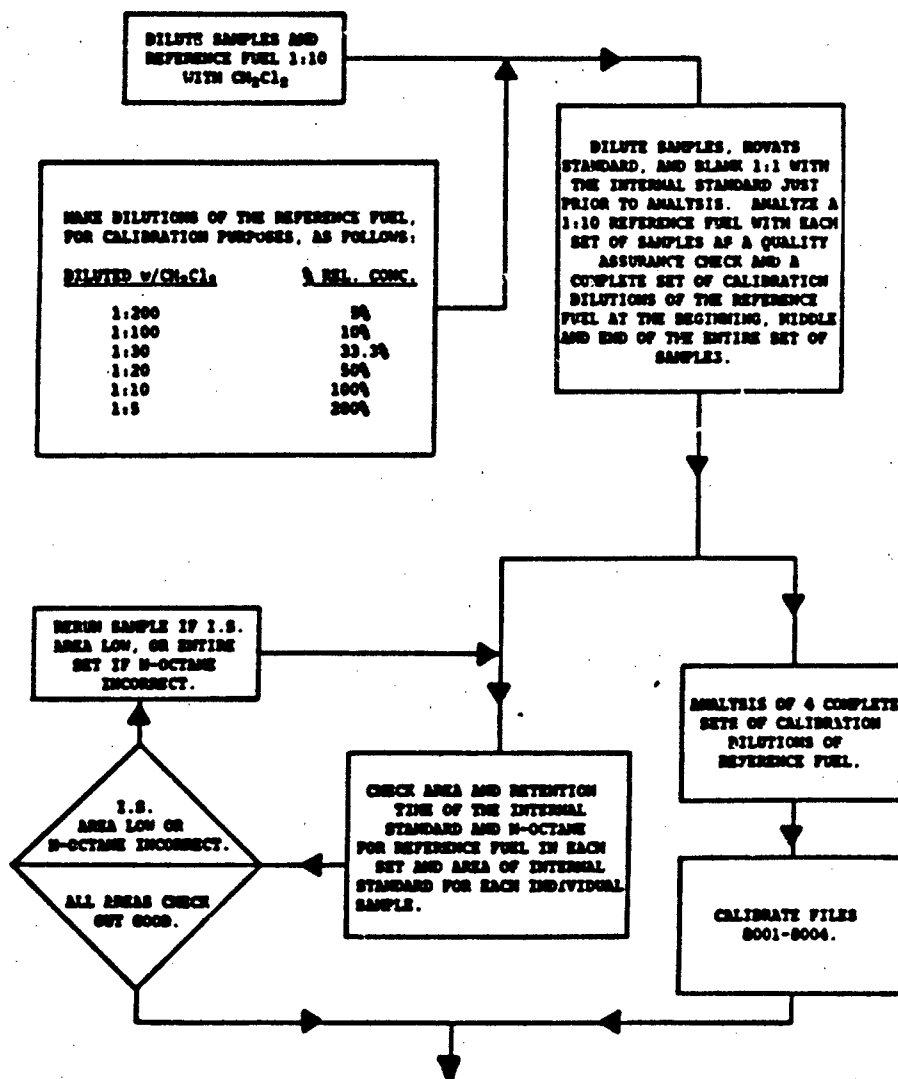 DILUTE SAMPLES AND
REFERENCE FUEL 1:10
WITH CH₂Cl₂
MAKE DILUTIONS OF THE REFERENCE FUEL,
FOR CALIBRATION PURPOSES, AS FOLLOWS:
DILUTED w/CH₂Cl₂ % REL. CONC.
1:200 5%
1:100 10%
1:30 33.3%
1:20 50%
1:10 100%
1:5 200%
DILUTE SAMPLES, NOVATS
STANDARD, AND BLANK 1:1 WITH
THE INTERNAL STANDARD JUST
PRIOR TO ANALYSIS. ANALYZE A
1:10 REFERENCE FUEL WITH EACH
SET OF SAMPLES AS A QUALITY
ASSURANCE CHECK AND A
COMPLETE SET OF CALIBRATION
DILUTIONS OF THE REFERENCE
FUEL AT THE BEGINNING, MIDDLE
AND END OF THE ENTIRE SET OF
SAMPLES.
RERUN SAMPLE IF I.S.
AREA LOW, OR ENTIRE
SET IF N-OCTANE
INCORRECT.
I.S.
AREA LOW OR
N-OCTANE INCORRECT.
ALL AREAS CHECK
OUT GOOD.
CHECK AREA AND RETENTION
TIME OF THE INTERNAL
STANDARD AND N-OCTANE
FOR REFERENCE FUEL IN EACH
SET AND AREA OF INTERNAL
STANDARD FOR EACH INDIVIDUAL
SAMPLE.
ANALYSIS OF 4 COMPLETE
SETS OF CALIBRATION
DILUTIONS OF
REFERENCE FUEL.
CALIBRATE FILES
8001-8004.